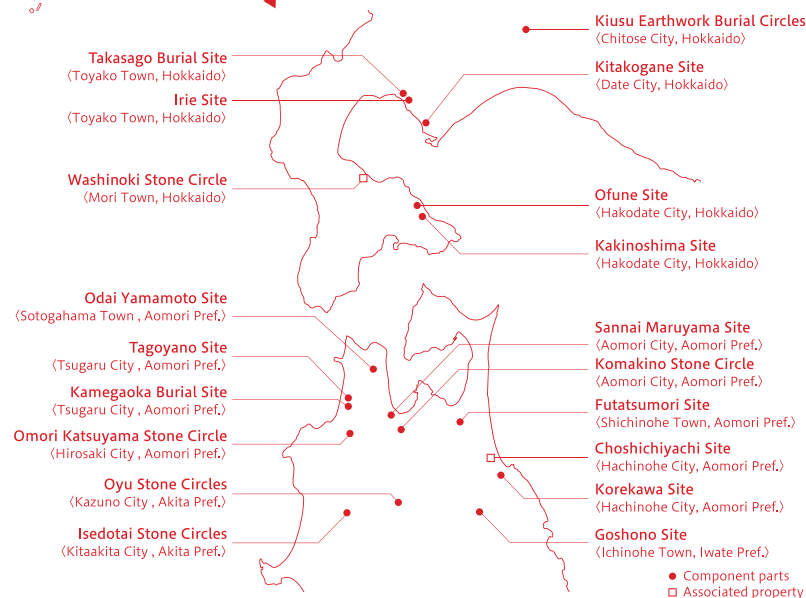 Kiusu Earthwork Burial Circles
〈Chitose City, Hokkaido〉
Takasago Burial Site
〈Toyako Town, Hokkaido〉
Kitakogane Site
〈Date City, Hokkaido〉
Irie Site
〈Toyako Town, Hokkaido〉
Washinoki Stone Circle
〈Mori Town, Hokkaido〉
Ofune Site
〈Hakodate City, Hokkaido〉
Kakinoshima Site
〈Hakodate City, Hokkaido〉
Odai Yamamoto Site
〈Sotogahama Town , Aomori Pref.〉
Tagoyano Site
〈Tsugaru City , Aomori Pref.〉
Kamegaoka Burial Site
〈Tsugaru City , Aomori Pref.〉
Omori Katsuyama Stone Circle
〈Hirosaki City , Aomori Pref.〉
Oyu Stone Circles
〈Kazuno City , Akita Pref.〉
Isedotai Stone Circles
〈Kitaakita City , Akita Pref.〉
Sannai Maruyama Site
〈Aomori City, Aomori Pref.〉
Komakino Stone Circle
〈Aomori City, Aomori Pref.〉
Futatsumori Site
〈Shichinohe Town, Aomori Pref.〉
Choshichiyachi Site
〈Hachinohe City, Aomori Pref.〉
Korekawa Site
〈Hachinohe City, Aomori Pref.〉
Goshono Site
〈Ichinohe Town, Iwate Pref.〉
Component parts
Associated property